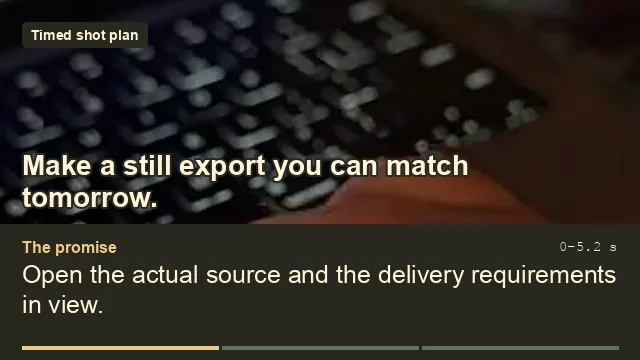 Timed shot plan
Make a still export you can match
tomorrow.
The promise
0–5.2 s
Open the actual source and the delivery requirements
in view.